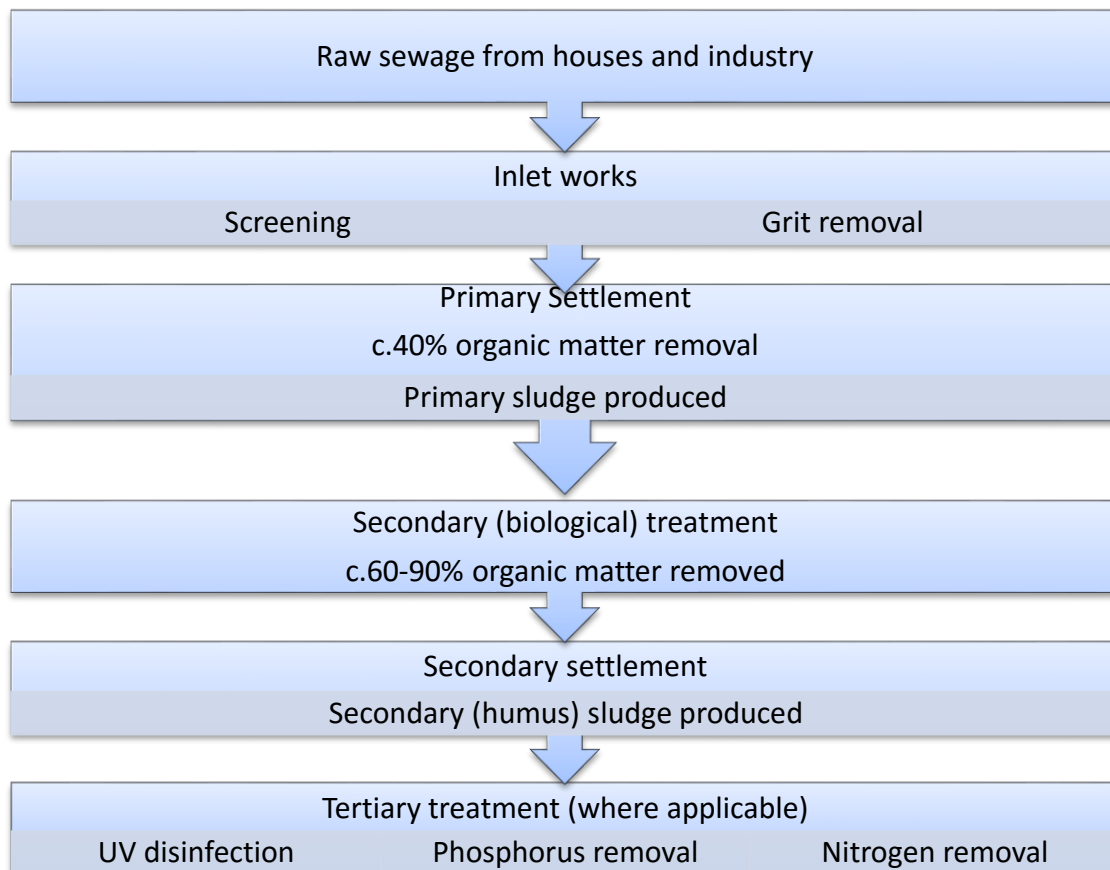 Raw sewage from houses and industry
Inlet works
Screening Grit removal
Primary Settlement
c.40% organic matter removal
Primary sludge produced
Secondary (biological) treatment
c.60-90% organic matter removed
Secondary settlement
Secondary (humus) sludge produced
Tertiary treatment (where applicable)
UV disinfection Phosphorus removal Nitrogen removal